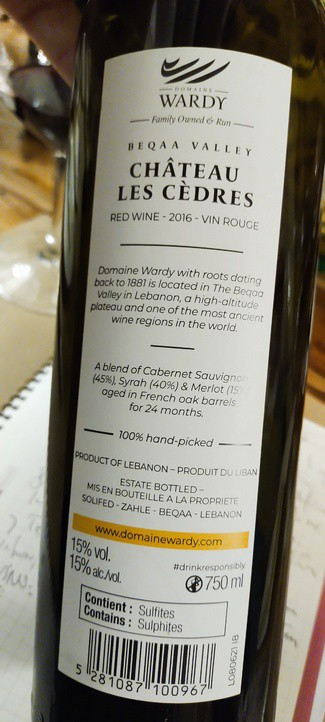 DOMAINE
WARDY
Family Owned & Run
BEQAA VALLEY
CHÂTEAU
LES CÈDRES
RED WINE - 2016 - VIN ROUGE
Domaine Wardy with roots dating
back to 1881 is located in The Beqaa
Valley in Lebanon, a high-altitude
plateau and one of the most ancient
wine regions in the world.
A blend of Cabernet Sauvignon
(45%), Syrah (40%) & Merlot (15%)
aged in French oak barrels
for 24 months.
100% hand-picked
PRODUCT OF LEBANON – PRODUIT DU LIBAN
ESTATE BOTTLED –
MIS EN BOUTEILLE A LA PROPRIETE
SOLIFED - ZAHLE - BEQAA - LEBANON
www.domainewardy.com
15% vol.
15% alc./vol.
#drinkresponsibly
750 ml
Contient : Sulfites
Contains : Sulphites
L080621 IB
5 281087 100967